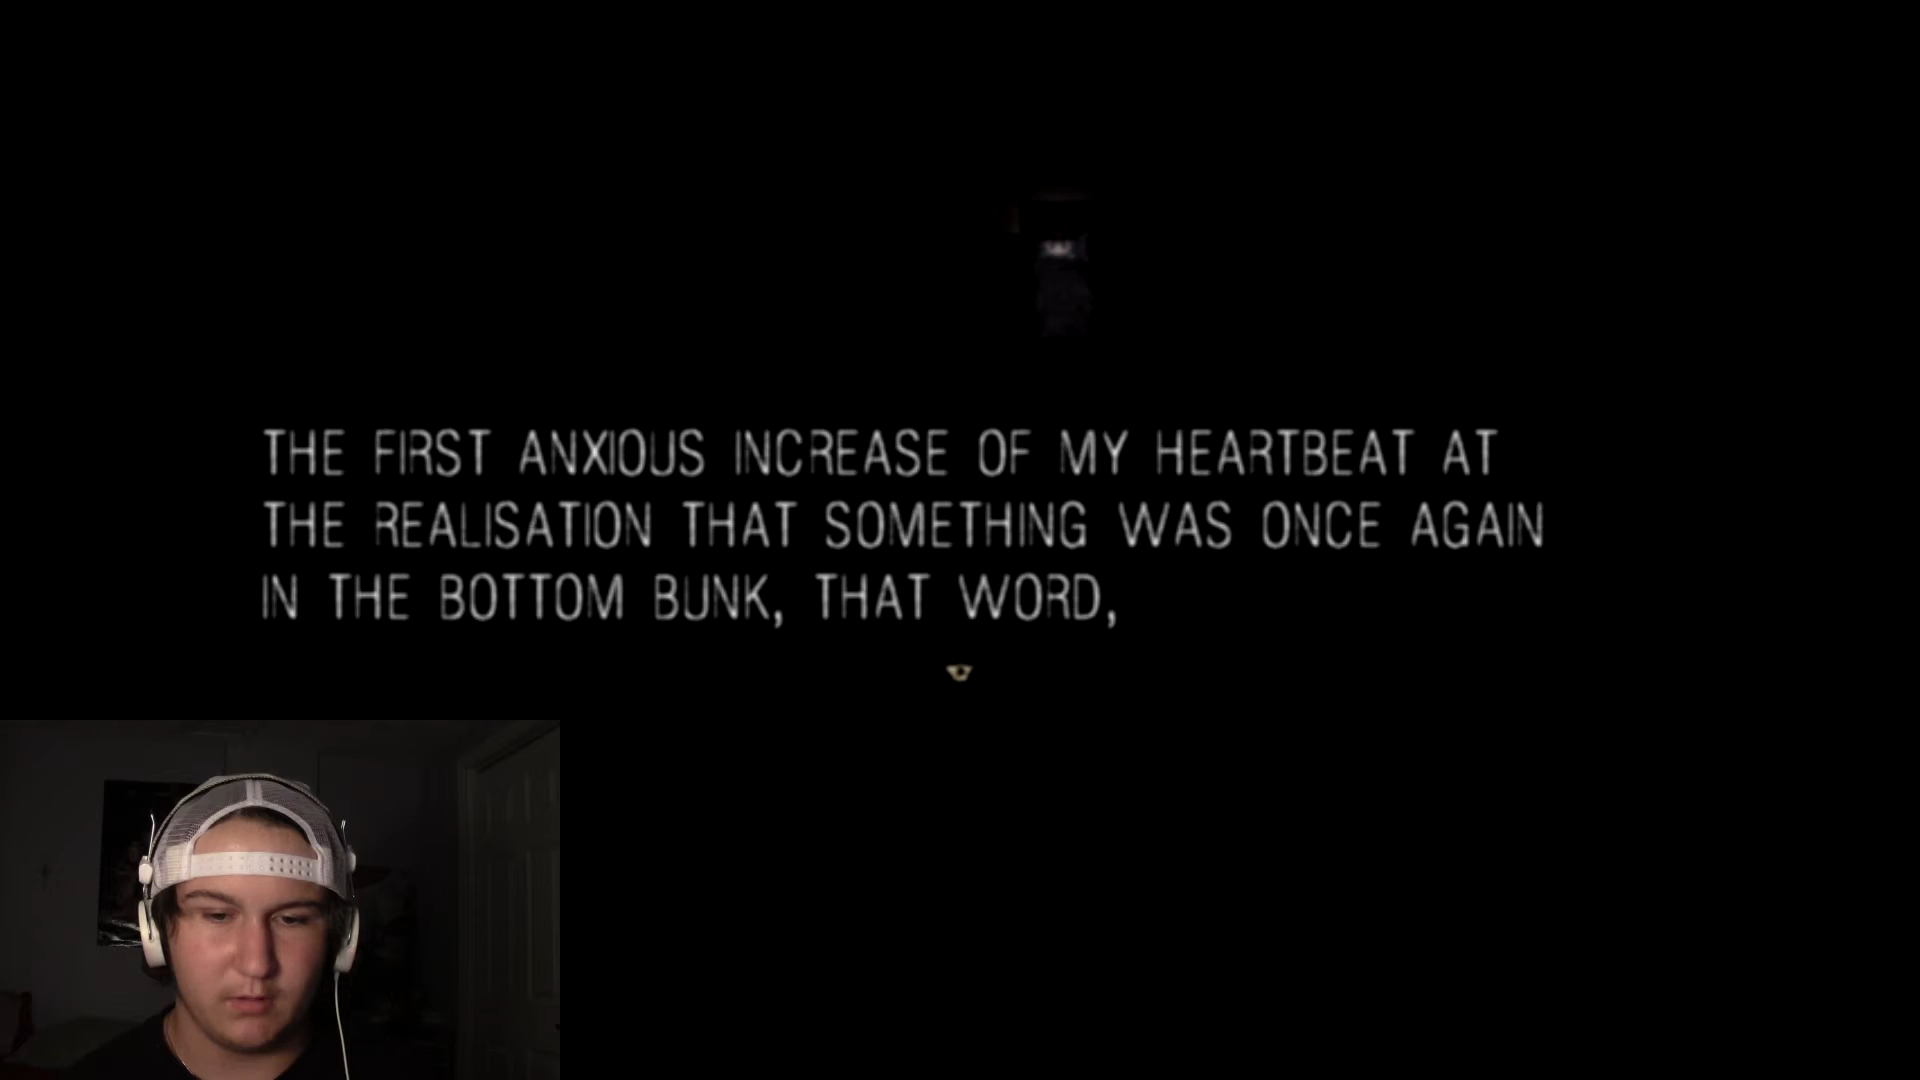 THE FIRST ANXIOUS INCREASE OF MY HEARTBEAT AT
THE REALISATION THAT SOMETHING WAS ONCE AGAIN
IN THE BOTTOM BUNK, THAT WORD,